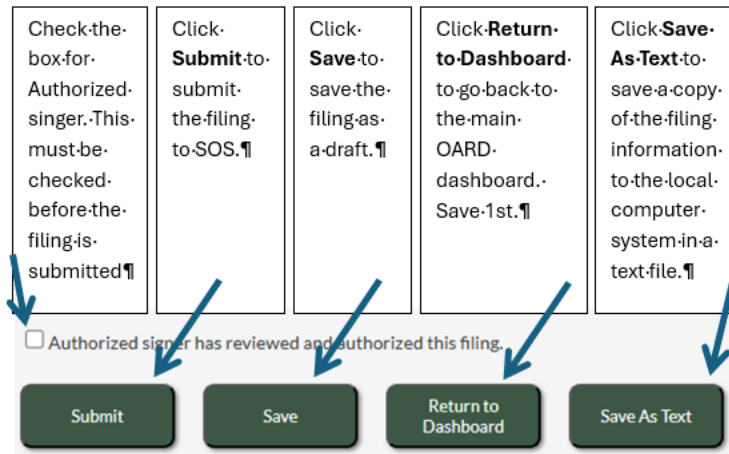 Check·the·
box·for·
Authorized·
singer.·This·
must·be·
checked·
before·the·
filing·is·
submitted¶
Click·
Submit·to·
submit·
the·filing·
to·SOS.¶
Click·
Save·to·
save·the·
filing·as·
a·draft.¶
Click·Return·
to·Dashboard·
to·go·back·to·
the·main·
OARD·
dashboard.·
Save·1st.¶
Click·Save·
As·Text·to·
save·a·copy·
of·the·filing·
information·
to·the·local·
computer·
system·in·a·
text·file.¶
Authorized signer has reviewed and authorized this filing.
Submit
Save
Return to
Dashboard
Save As Text